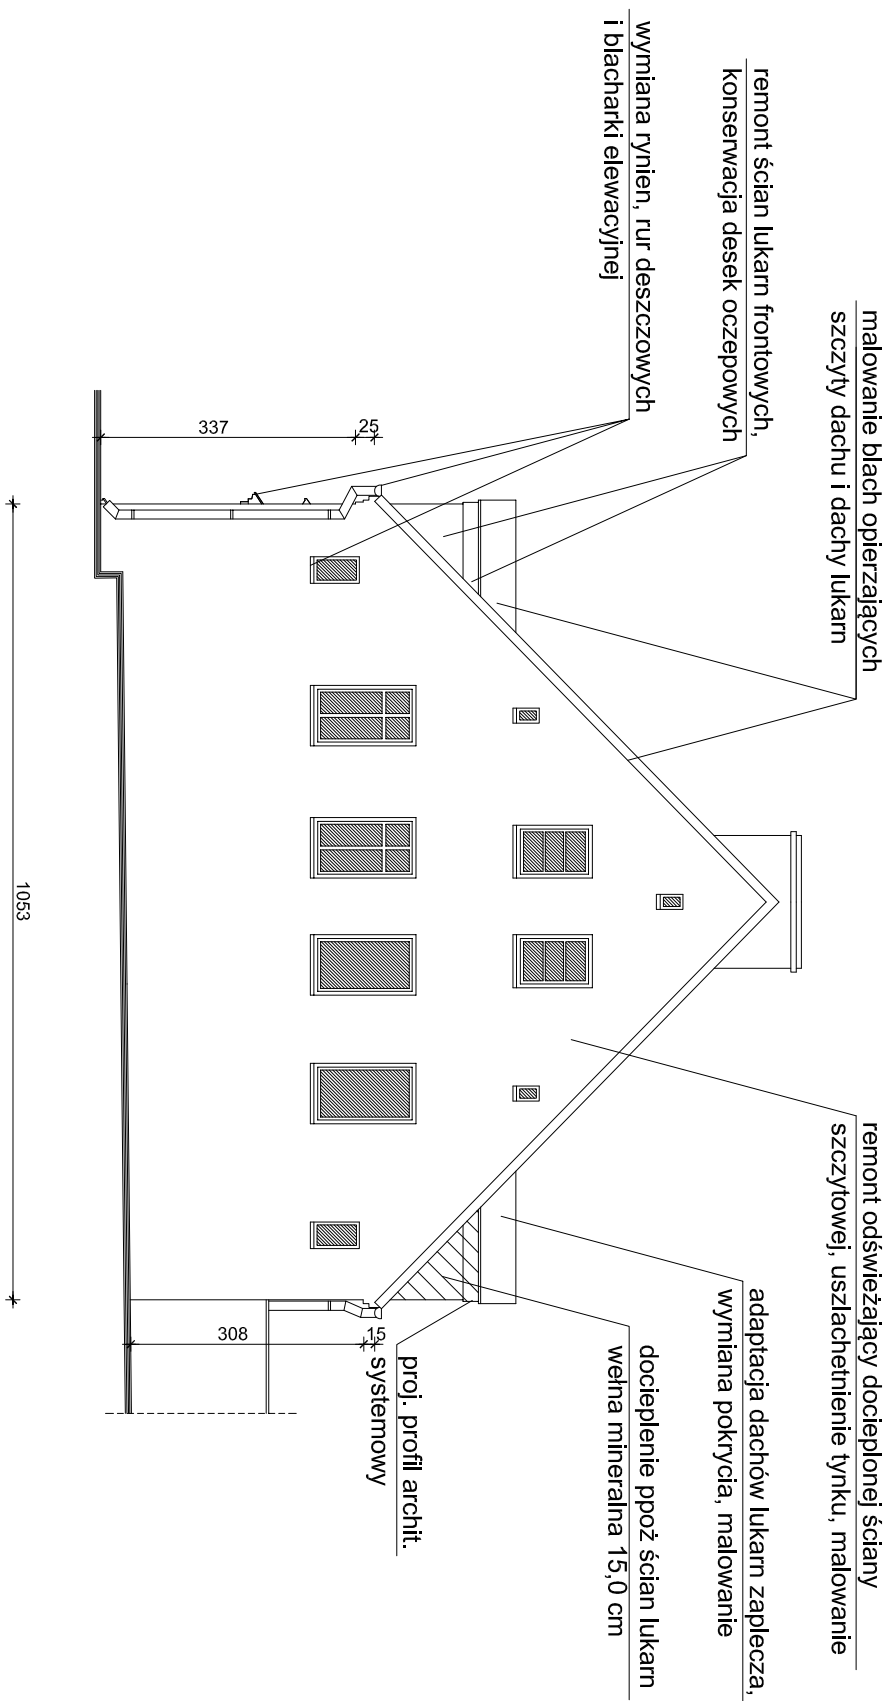 malowanie blach opierzających
szczyty dachu i dachy lukarn
remont ścian lukarn frontowych,
konserwacja desek oczepowych
wymiana rynien, rur deszczowych
i blacharki elewacyjnej
remont odświeżający docieplonej ściany
szczytowej, uszlachetnienie tynku, malowanie
adaptacja dachów lukarn zaplecza,
wymiana pokrycia, malowanie
docieplenie ppoż ścian lukarn
wełna mineralna 15,0 cm
proj. profil archit.
systemowy
25
337
15
308
1053